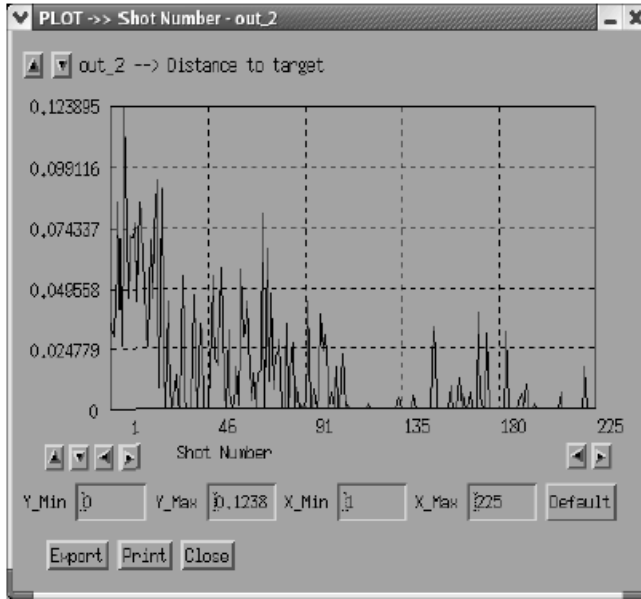 PLOT ->> Shot Number - out_2
out_2 --> Distance to target
0.123895
0.099116
0.074337
0.049558
0.024779
0
1 46 91 135 180 225
Shot Number
Y_Min 0 Y_Max 0.1238 X_Min 1 X_Max 225 Default
Export Print Close